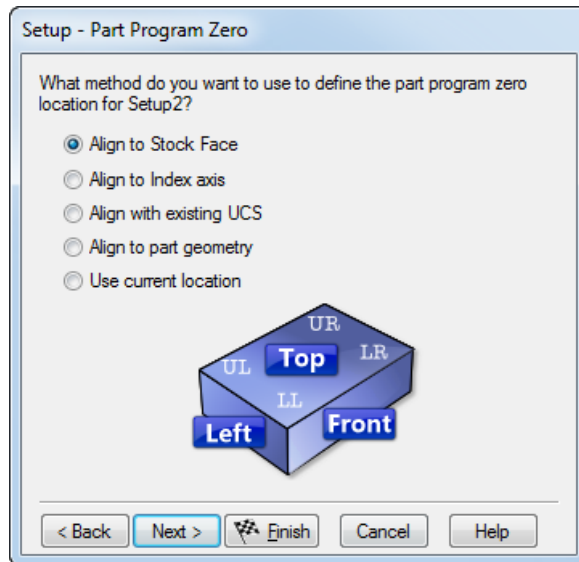 Setup - Part Program Zero
What method do you want to use to define the part program zero
location for Setup2?
Align to Stock Face
Align to Index axis
Align with existing UCS
Align to part geometry
Use current location
UR
UL Top LR
LL
Left Front
< Back Next > Finish Cancel Help